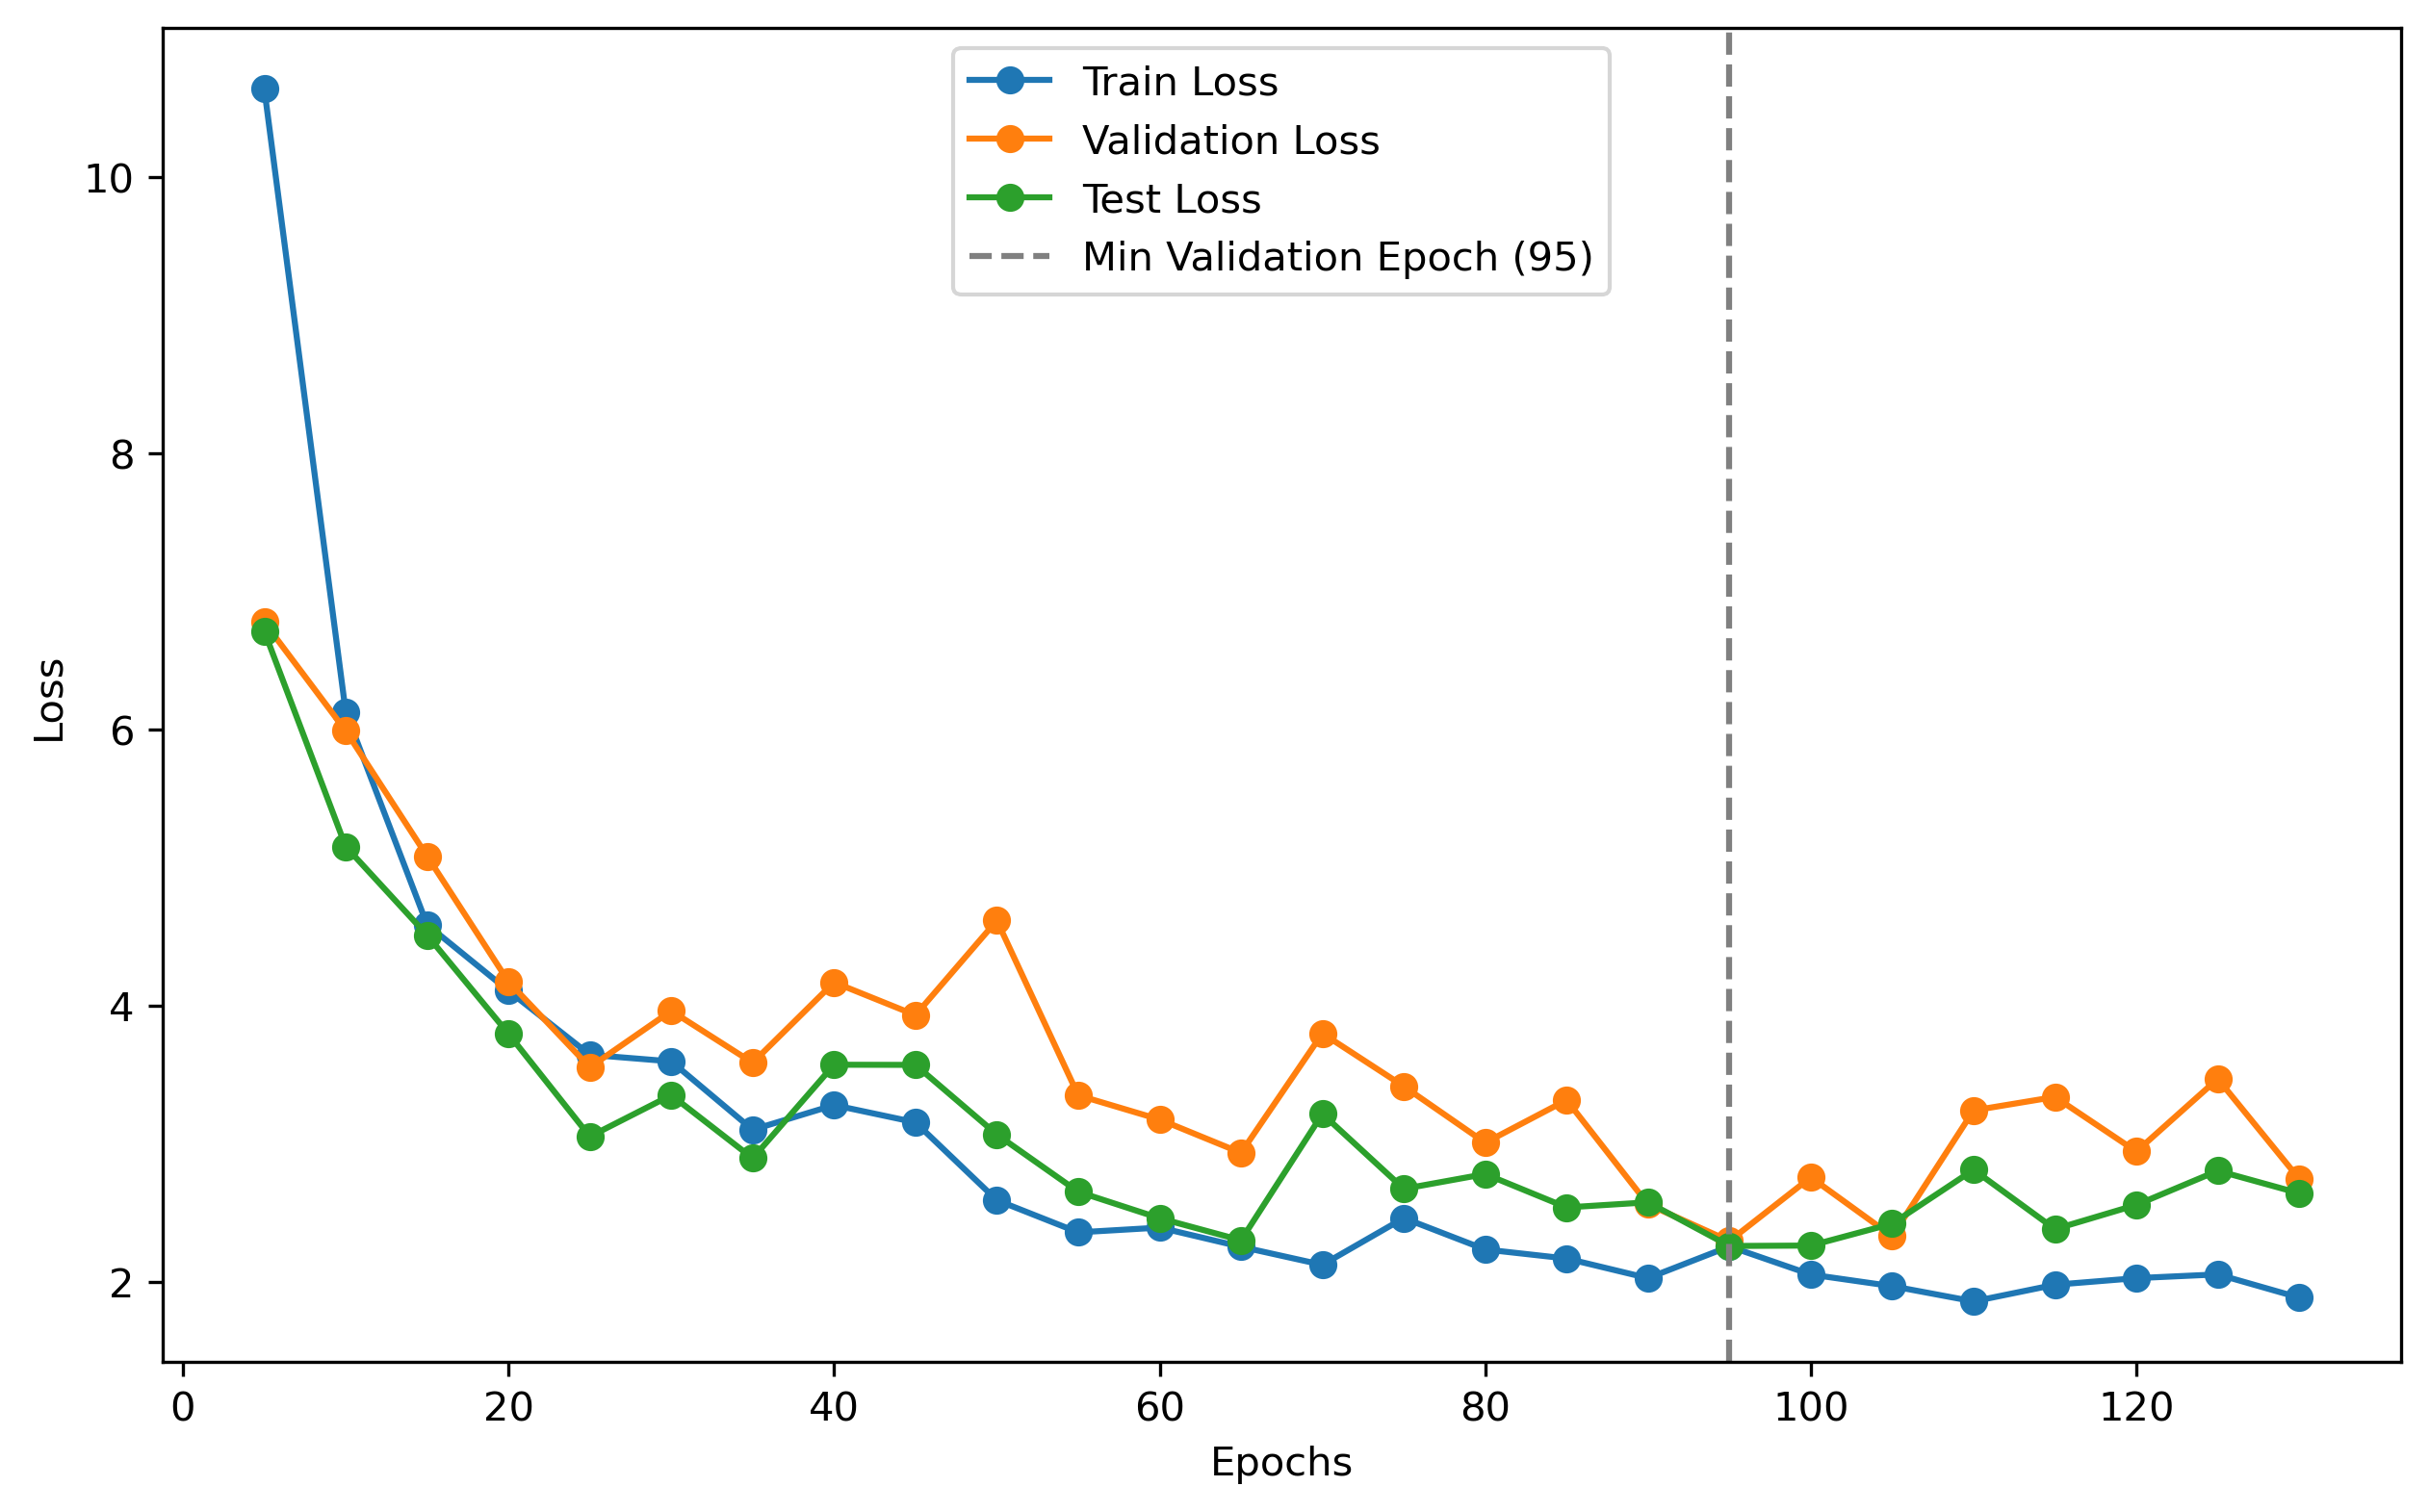 Train Loss
Validation Loss
Test Loss
Min Validation Epoch (95)
10
8
6
4
2
Loss
0 20 40 60 80 100 120
Epochs